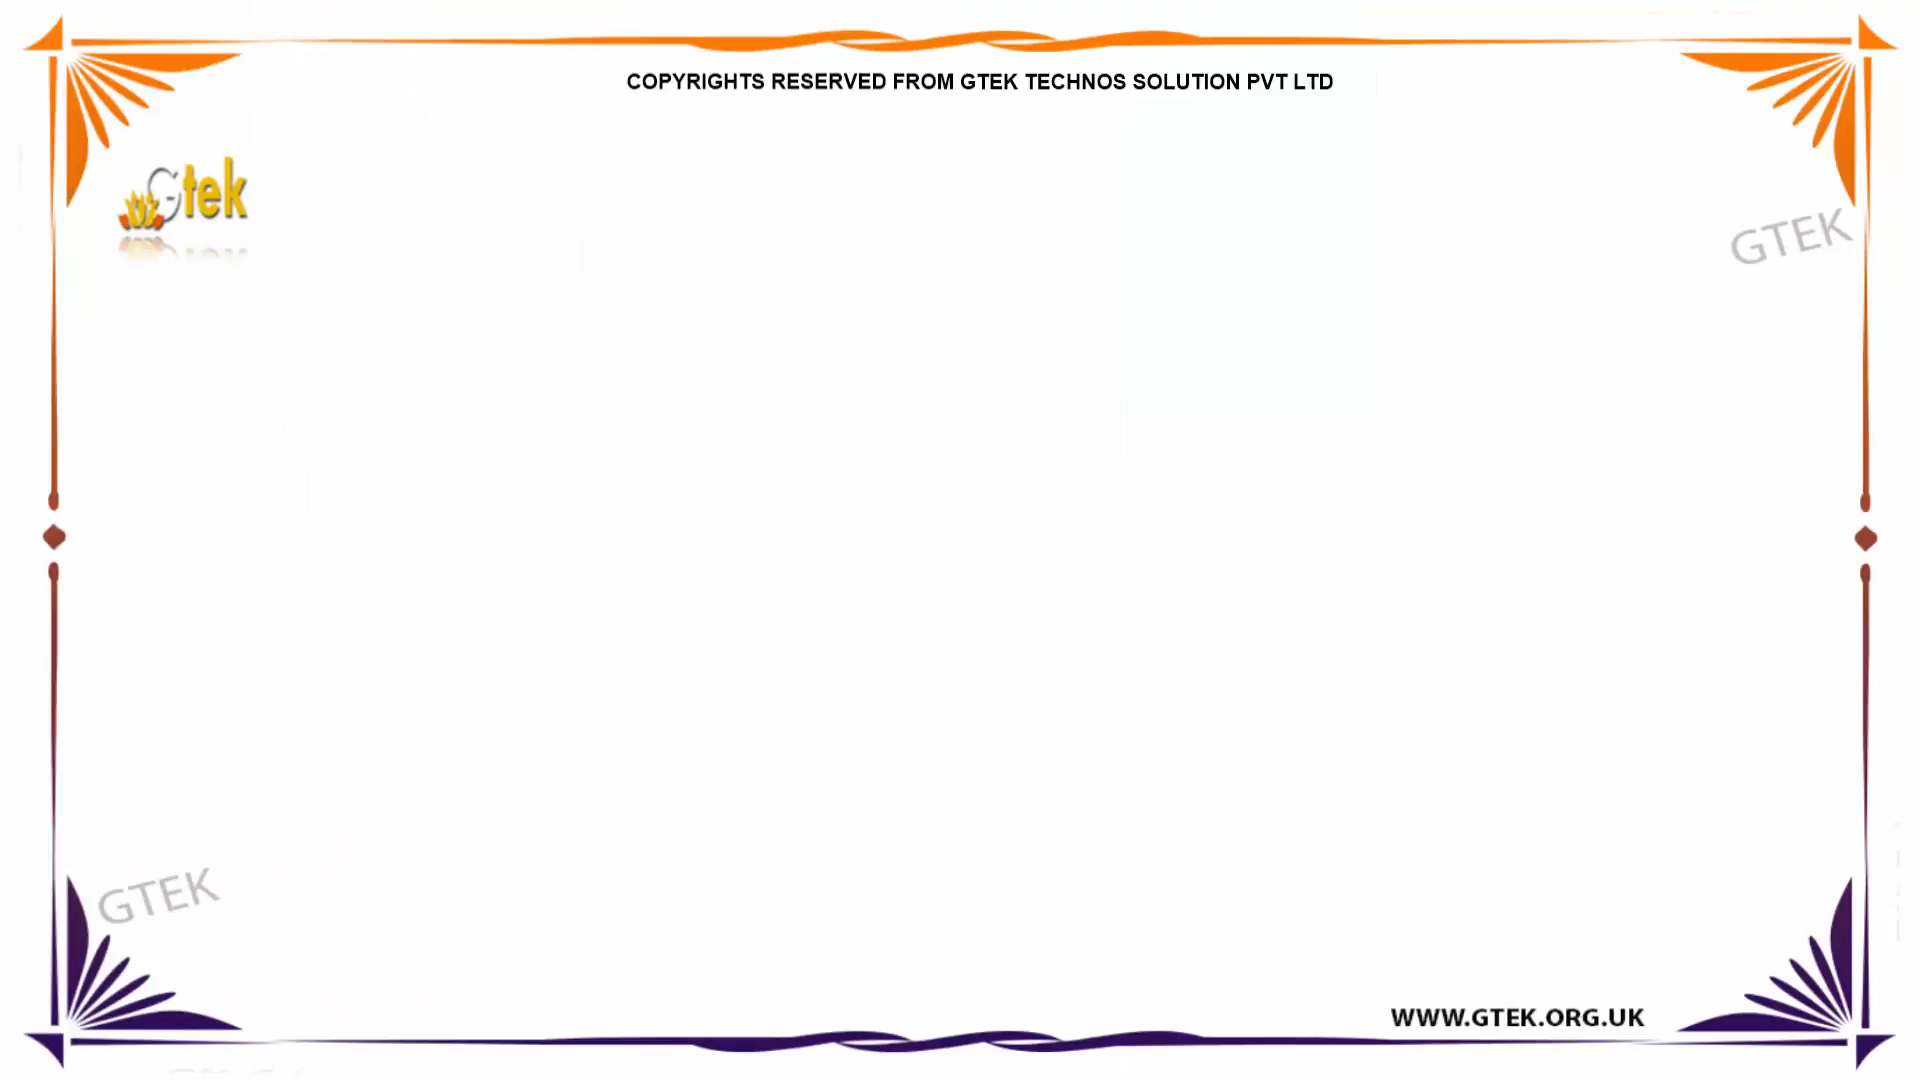 COPYRIGHTS RESERVED FROM GTEK TECHNOS SOLUTION PVT LTD
Gtek
GTEK
GTEK
WWW.GTEK.ORG.UK